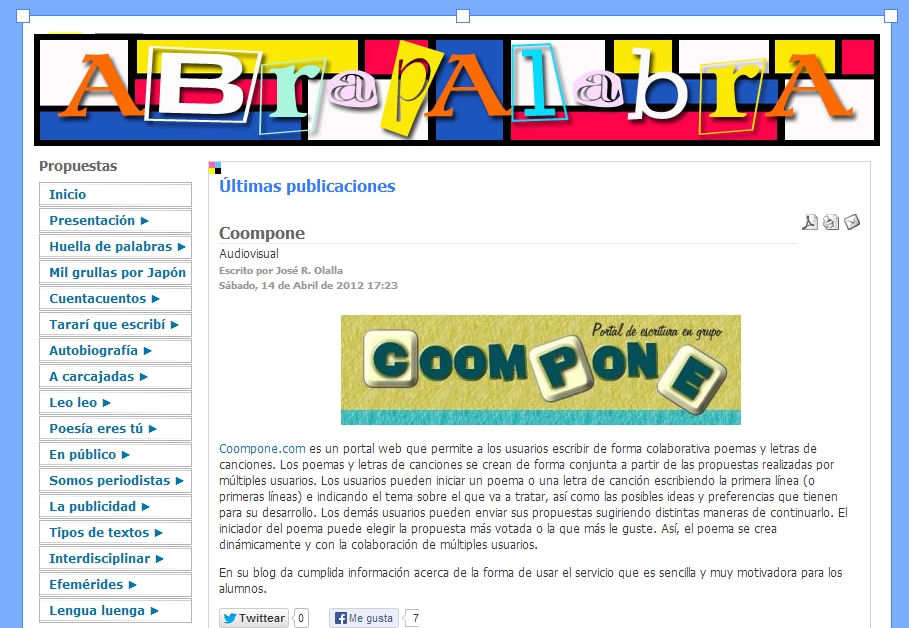 ABrapAlabrA
Propuestas
Inicio
Presentación
Huella de palabras
Mil grullas por Japón
Cuentacuentos
Tararí que escribí
Autobiografía
A carcajadas
Leo leo
Poesía eres tú
En público
Somos periodistas
La publicidad
Tipos de textos
Interdisciplinar
Efemérides
Lengua luenga
Últimas publicaciones
Coompone
Audiovisual
Escrito por José R. Olalla
Sábado, 14 de Abril de 2012 17:23
Portal de escritura en grupo
COOMPONE
Coompone.com es un portal web que permite a los usuarios escribir de forma colaborativa poemas y letras de
canciones. Los poemas y letras de canciones se crean de forma conjunta a partir de las propuestas realizadas por
múltiples usuarios. Los usuarios pueden iniciar un poema o una letra de canción escribiendo la primera línea (o
primeras líneas) e indicando el tema sobre el que va a tratar, así como las posibles ideas y preferencias que tienen
para su desarrollo. Los demás usuarios pueden enviar sus propuestas sugiriendo distintas maneras de continuarlo. El
iniciador del poema puede elegir la propuesta más votada o la que más le guste. Así, el poema se crea
dinámicamente y con la colaboración de múltiples usuarios.
En su blog da cumplida información acerca de la forma de usar el servicio que es sencilla y muy motivadora para los
alumnos.
Twittear 0 Me gusta 7